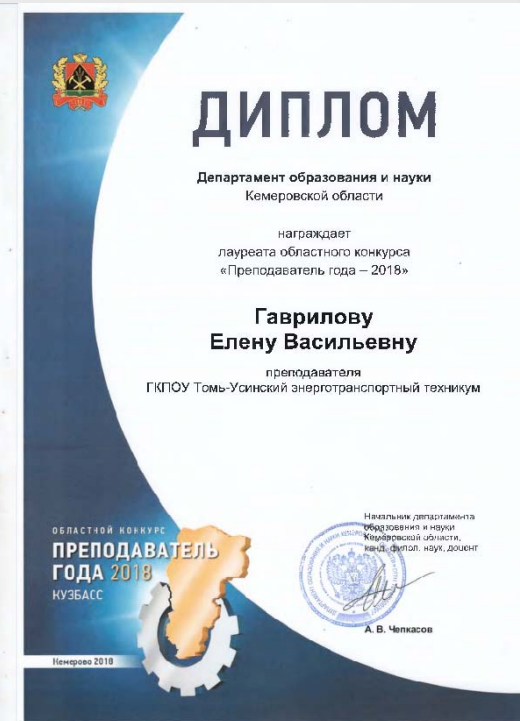 ДИПЛОМ
Департамент образования и науки
Кемеровской области
награждает
лауреата областного конкурса
«Преподаватель года – 2018»
Гаврилову
Елену Васильевну
преподавателя
ГКПОУ Томь-Усинский энерготранспортный техникум
Начальник департамента
образования и науки
Кемеровской области,
канд. филол. наук, доцент
А. В. Чепкасов
ОБЛАСТНОЙ КОНКУРС
ПРЕПОДАВАТЕЛЬ
ГОДА 2018
КУЗБАСС
Кемерово 2018